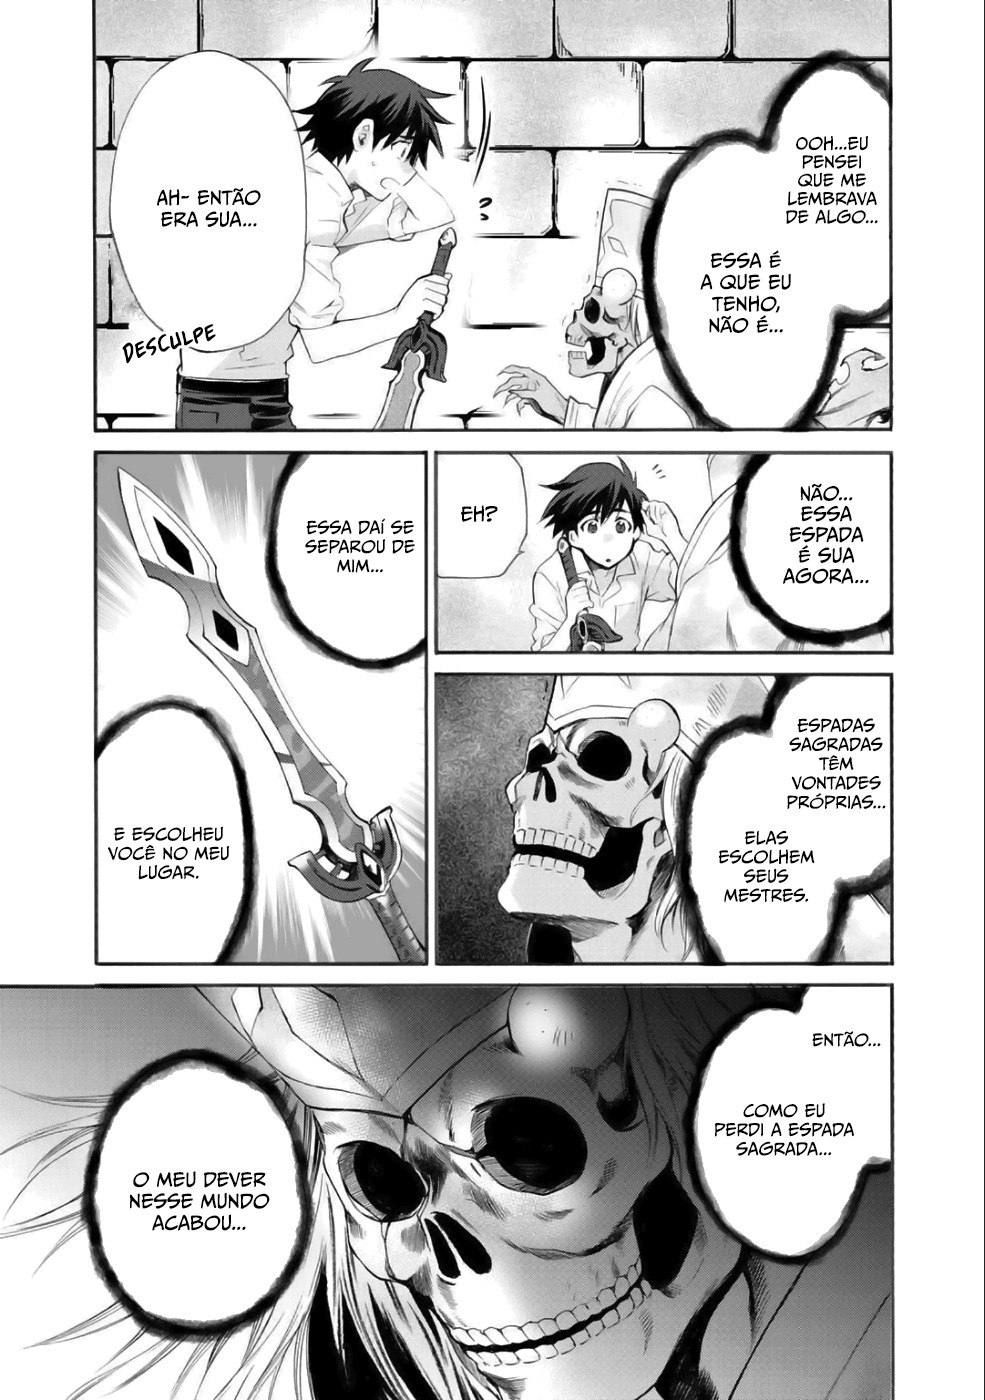 OOH...EU
PENSEI
QUE ME
LEMBRAVA
DE ALGO...
ESSA É
A QUE EU
TENHO,
NÃO É...
AH- ENTÃO
ERA SUA...
DESCULPE
NÃO...
ESSA
ESPADA
É SUA
AGORA...
EH?
ESPADAS
SAGRADAS
TÊM
VONTADES
PRÓPRIAS...
ELAS
ESCOLHEM
SEUS
MESTRES.
ESSA DAÍ SE
SEPAROU DE
MIM...
E ESCOLHEU
VOCÊ NO MEU
LUGAR.
ENTÃO...
COMO EU
PERDI A ESPADA
SAGRADA...
O MEU DEVER
NESSE MUNDO
ACABOU...